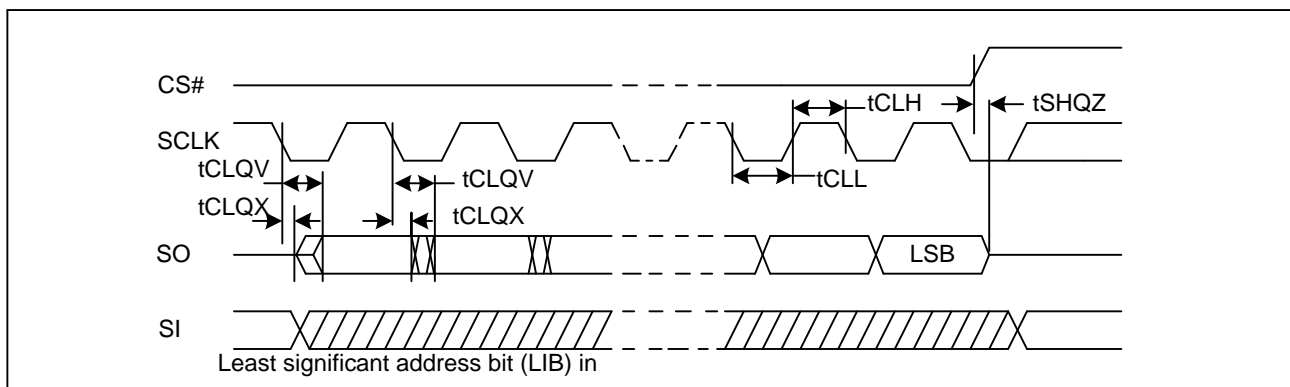 CS#
tCLH
tSHQZ
SCLK
tCLQV
tCLQV
tCLL
tCLQX
tCLQX
SO
LSB
SI
Least significant address bit (LIB) in